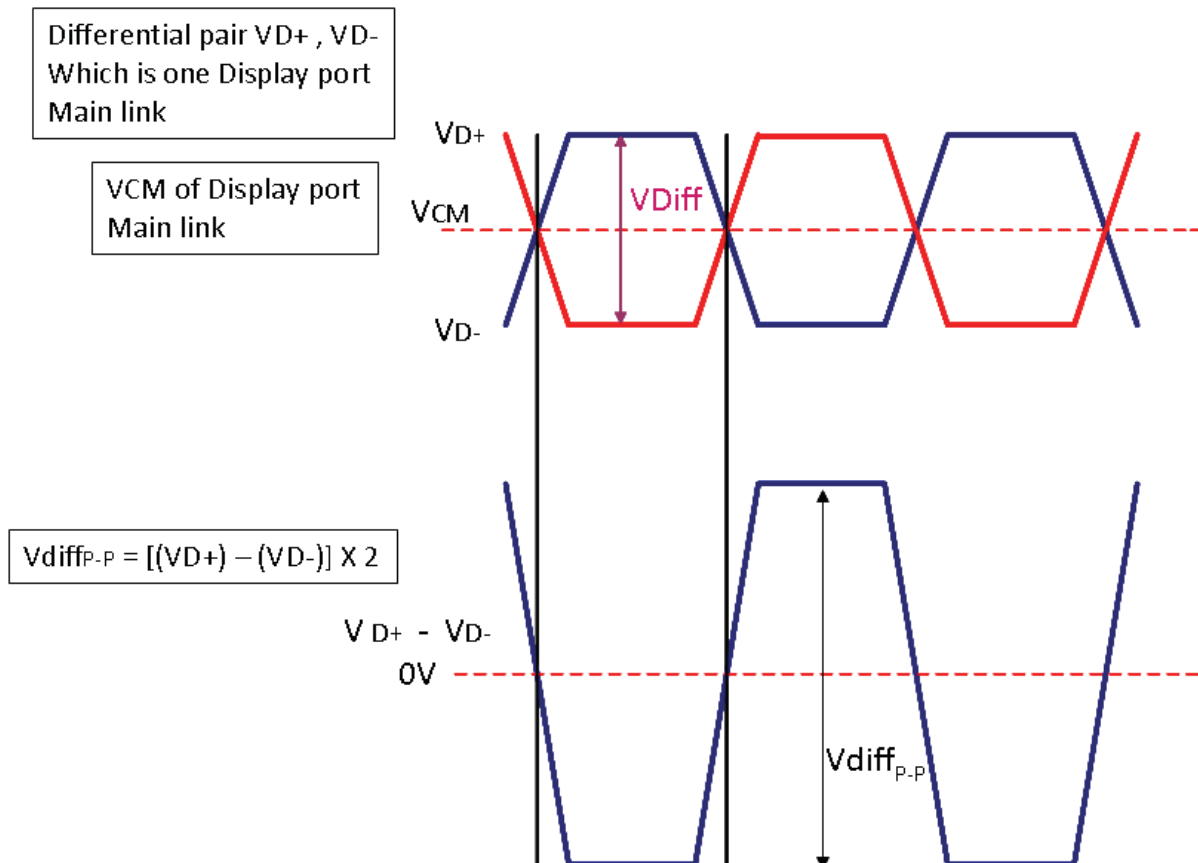 Differential pair VD+ , VD-
Which is one Display port
Main link
VD+
VCM of Display port
Main link
VDiff
VCM
VD-
VdiffP-P = [(VD+) – (VD-)] X 2
V D+ - VD-
0V
VdiffP-P